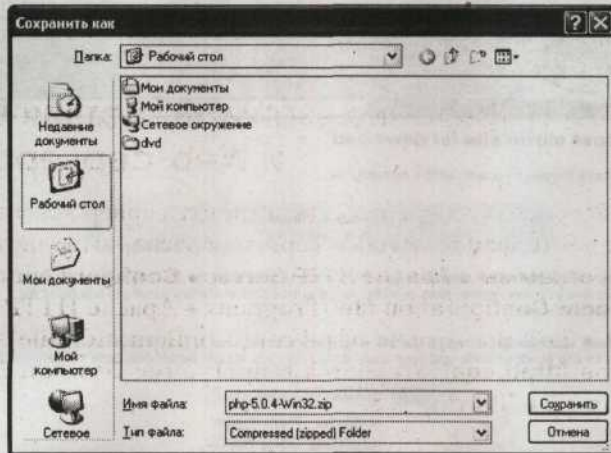 Сохранить как
Папка: Рабочий стол
Мои документы
Мой компьютер
Сетевое окружение
dvd
Недавние документы
Рабочий стол
Мои документы
Мой компьютер
Сетевое
Имя файла: php-5.0.4-Win32.zip
Сохранить
Тип файла: Compressed (zipped) Folder
Отмена